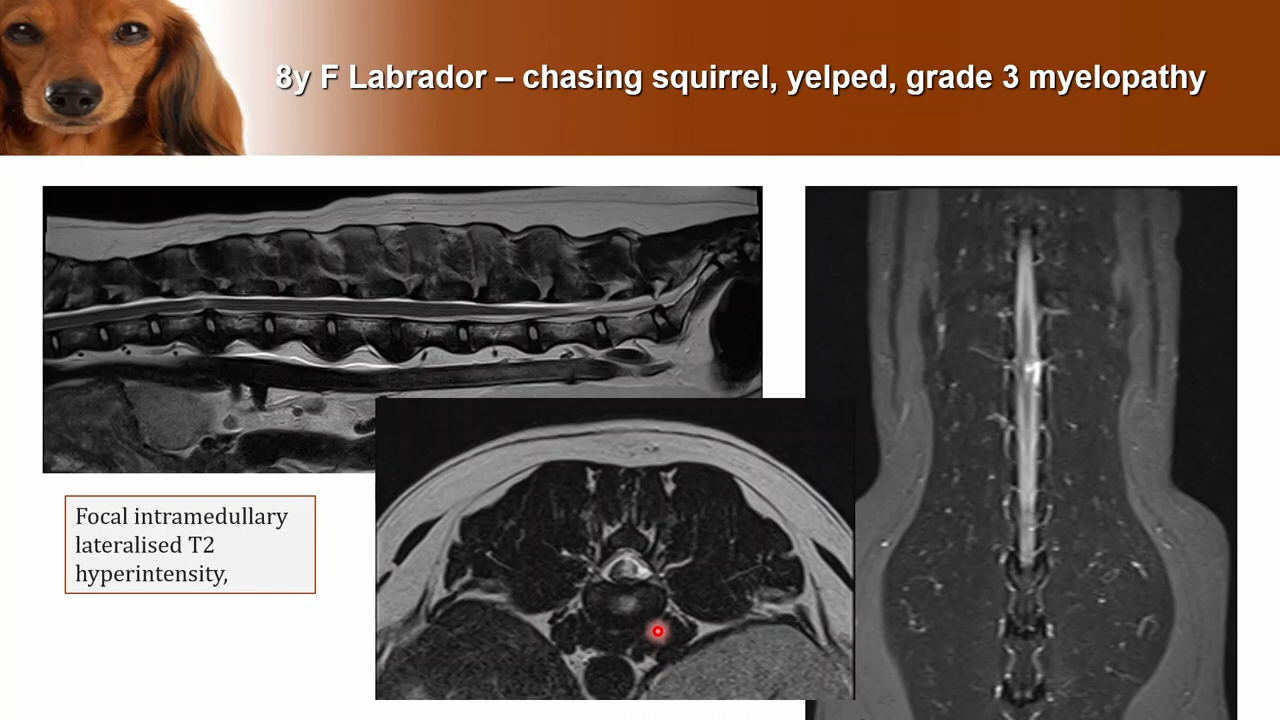 8y F Labrador – chasing squirrel, yelped, grade 3 myelopathy
Focal intramedullary
lateralised T2
hyperintensity,